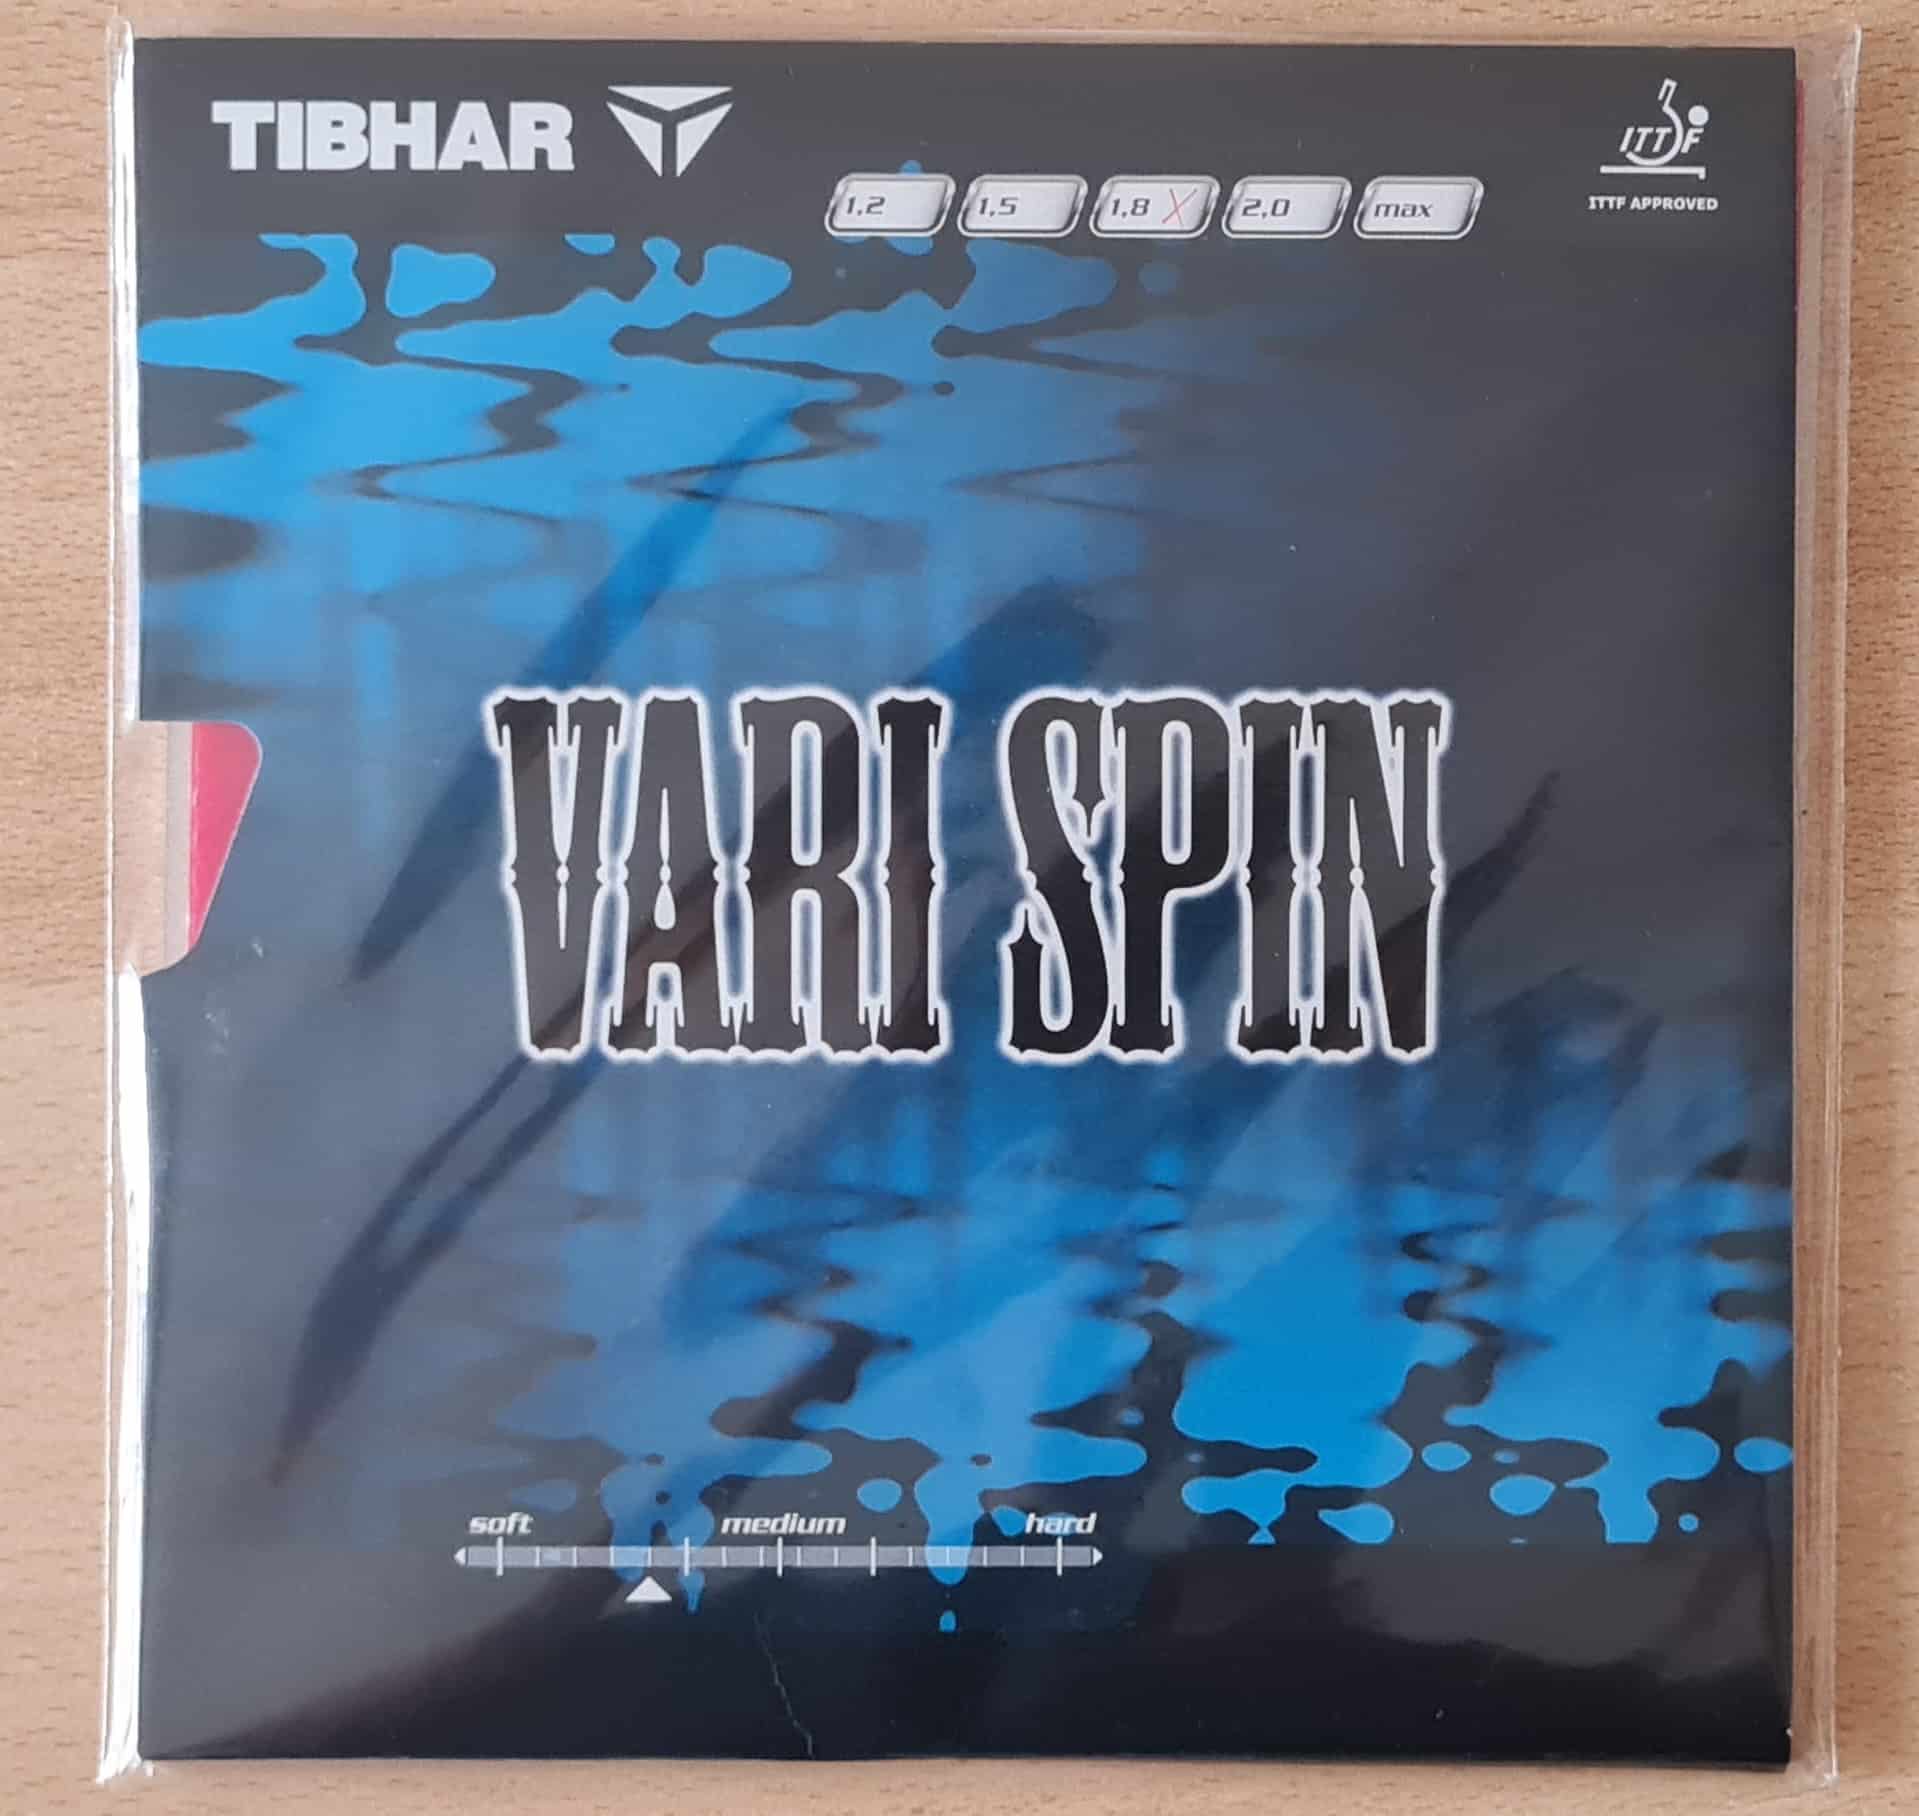 TIBHAR
1,2 1,5 1,8 X 2,0 max
ITTF
ITTF APPROVED
VARI SPIN
soft medium hard